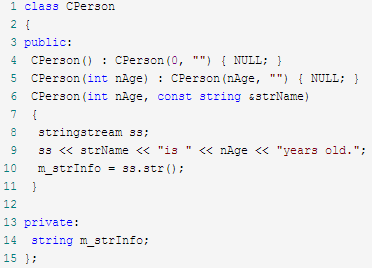 1 class CPerson
2 {
3 public:
4  CPerson() : CPerson(0, "") { NULL; }
5  CPerson(int nAge) : CPerson(nAge, "") { NULL; }
6  CPerson(int nAge, const string &strName)
7  {
8   stringstream ss;
9   ss << strName << "is " << nAge << "years old.";
10   m_strInfo = ss.str();
11  }
12
13 private:
14  string m_strInfo;
15 };